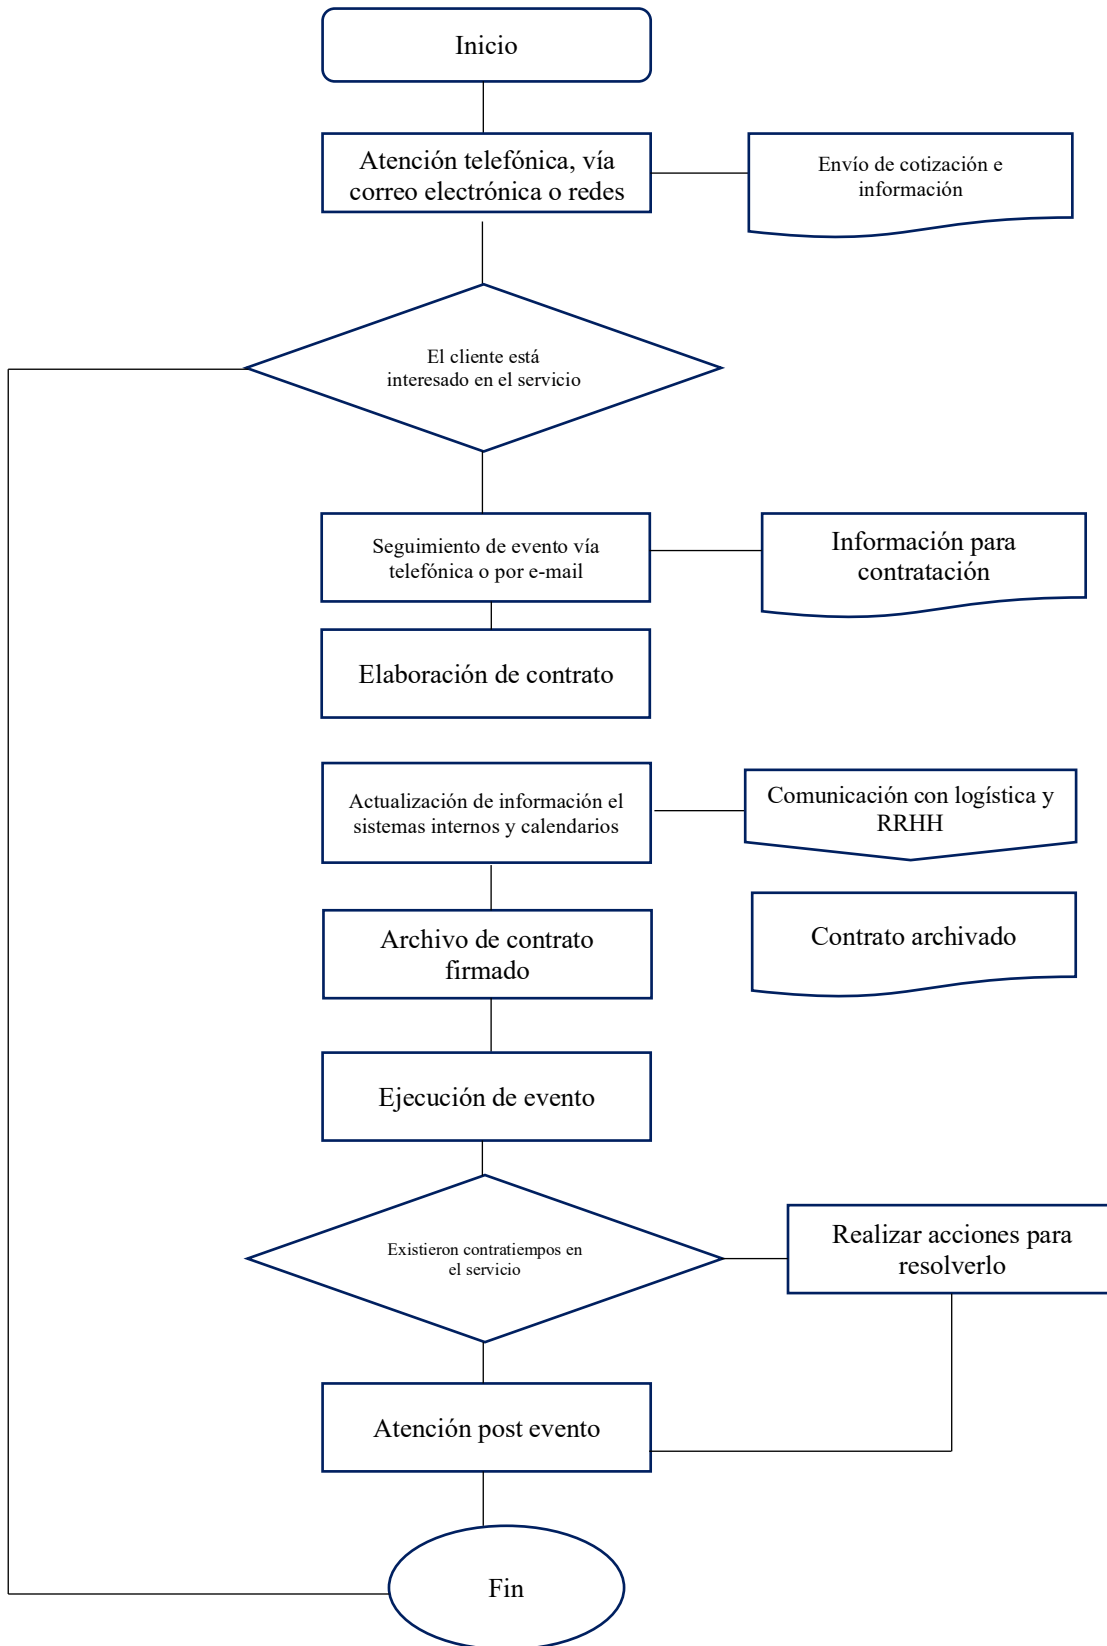 Inicio
Atención telefónica, vía
correo electrónica o redes
Envío de cotización e
información
El cliente está
interesado en el servicio
Seguimiento de evento vía
telefónica o por e-mail
Información para
contratación
Elaboración de contrato
Actualización de información el
sistemas internos y calendarios
Comunicación con logística y
RRHH
Archivo de contrato
firmado
Contrato archivado
Ejecución de evento
Existieron contratiempos en
el servicio
Realizar acciones para
resolverlo
Atención post evento
Fin